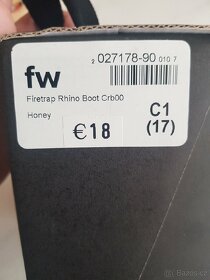 fw
2 027178-90 010 7
Firetrap Rhino Boot Crb00
Honey
C1
(17)
€18